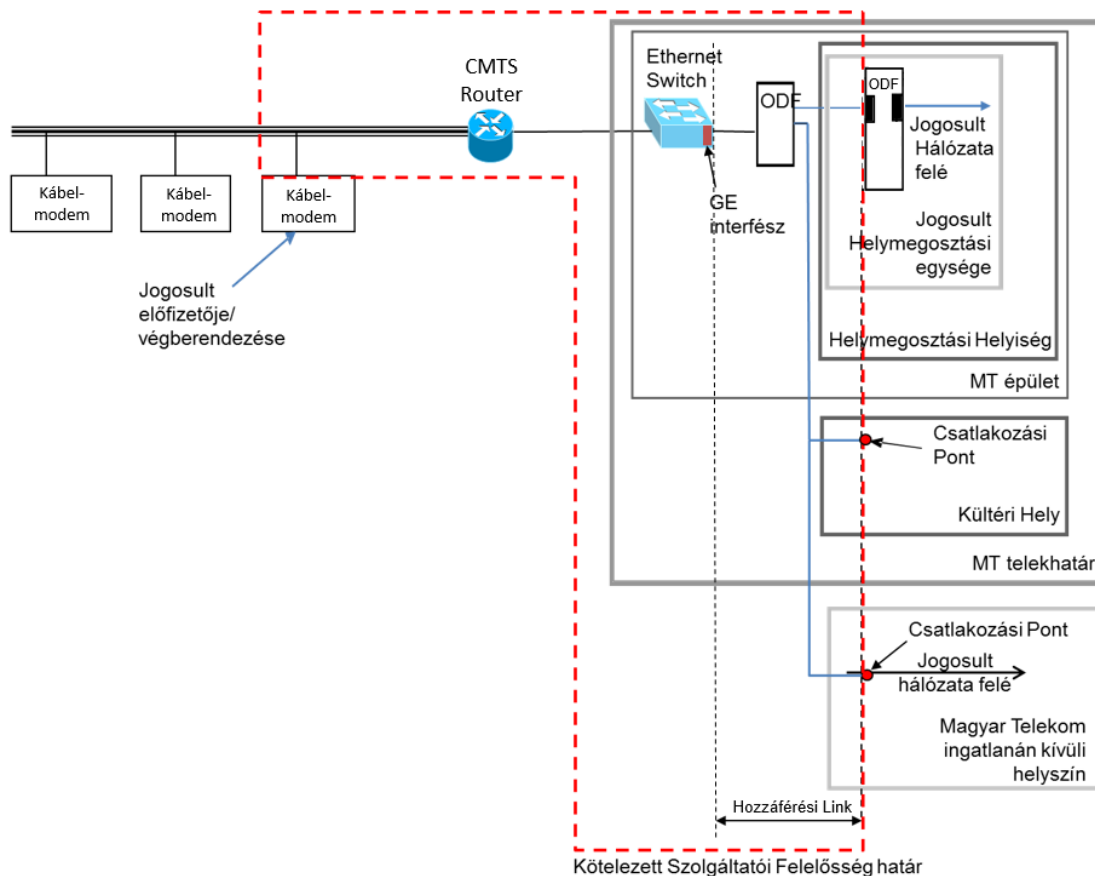 Ethernet
Switch
CMTS
Router
ODF
ODF
Jogosult
Hálózata
felé
Kábel-
modem
Kábel-
modem
Kábel-
modem
GE
interfész
Jogosult
Helymegosztási
egysége
Jogosult
előfizetője/
végberendezése
Helymegosztási Helyiség
MT épület
Csatlakozási
Pont
Kültéri Hely
MT telekhatár
Csatlakozási Pont
Jogosult
hálózata felé
Magyar Telekom
ingatlanán kívüli
helyszín
Hozzáférési Link
Kötelezett Szolgáltatói Felelősség határ